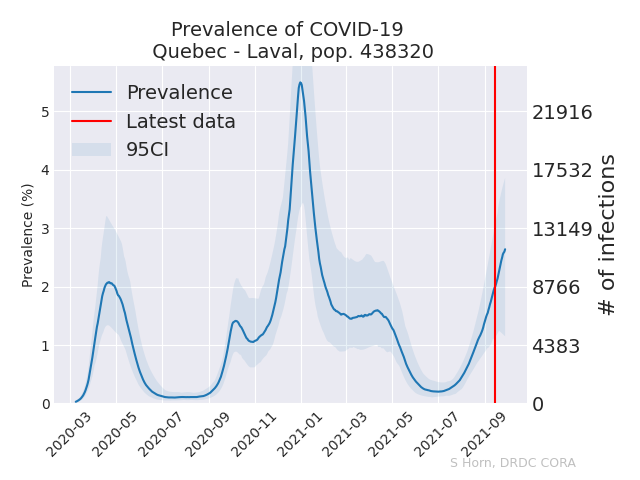 Prevalence of COVID-19
Quebec - Laval, pop. 438320
Prevalence
Latest data
95CI
Prevalence (%)
5
4
3
2
1
0
21916
17532
13149
8766
4383
0
# of infections
2020-03
2020-05
2020-07
2020-09
2020-11
2021-01
2021-03
2021-05
2021-07
2021-09
S Horn, DRDC CORA